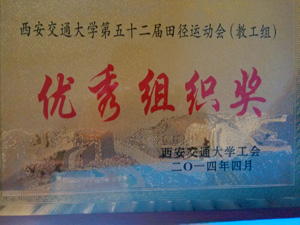 西安交通大学第五十二届田径运动会(教工组)
优秀组织奖
西安交通大学工会
二〇一四年四月